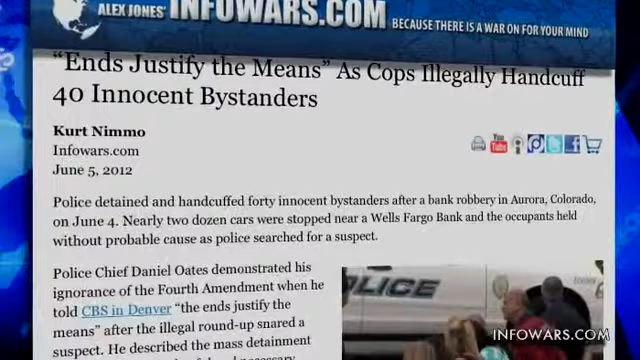 ALEX JONES' INFOWARS.COM BECAUSE THERE IS A WAR ON FOR YOUR MIND
“Ends Justify the Means” As Cops Illegally Handcuff
40 Innocent Bystanders
Kurt Nimmo
Infowars.com
June 5, 2012
You Tube
Police detained and handcuffed forty innocent bystanders after a bank robbery in Aurora, Colorado,
on June 4. Nearly two dozen cars were stopped near a Wells Fargo Bank and the occupants held
without probable cause as police searched for a suspect.
Police Chief Daniel Oates demonstrated his
ignorance of the Fourth Amendment when he
told CBS in Denver “the ends justify the
means” after the illegal round-up snared a
suspect. He described the mass detainment
POLICE
INFOWARS.COM